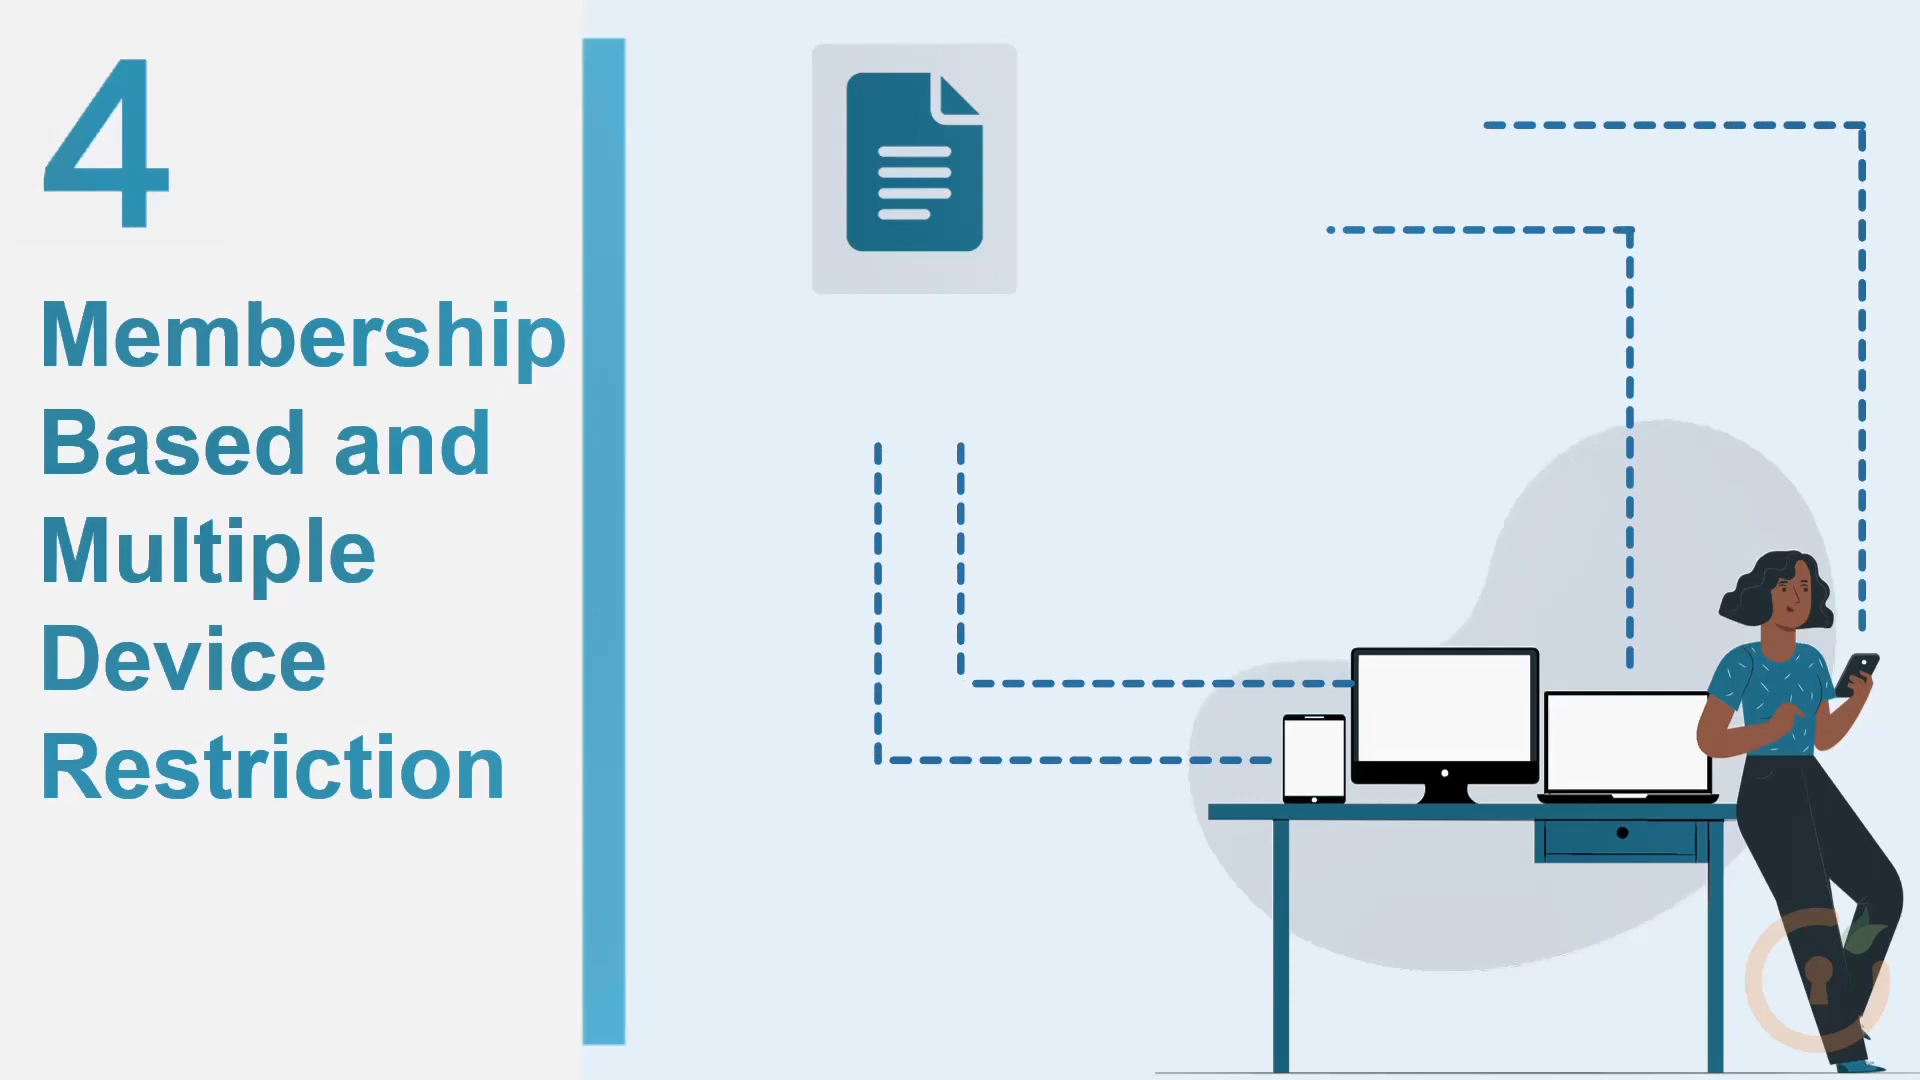 4
Membership
Based and
Multiple
Device
Restriction